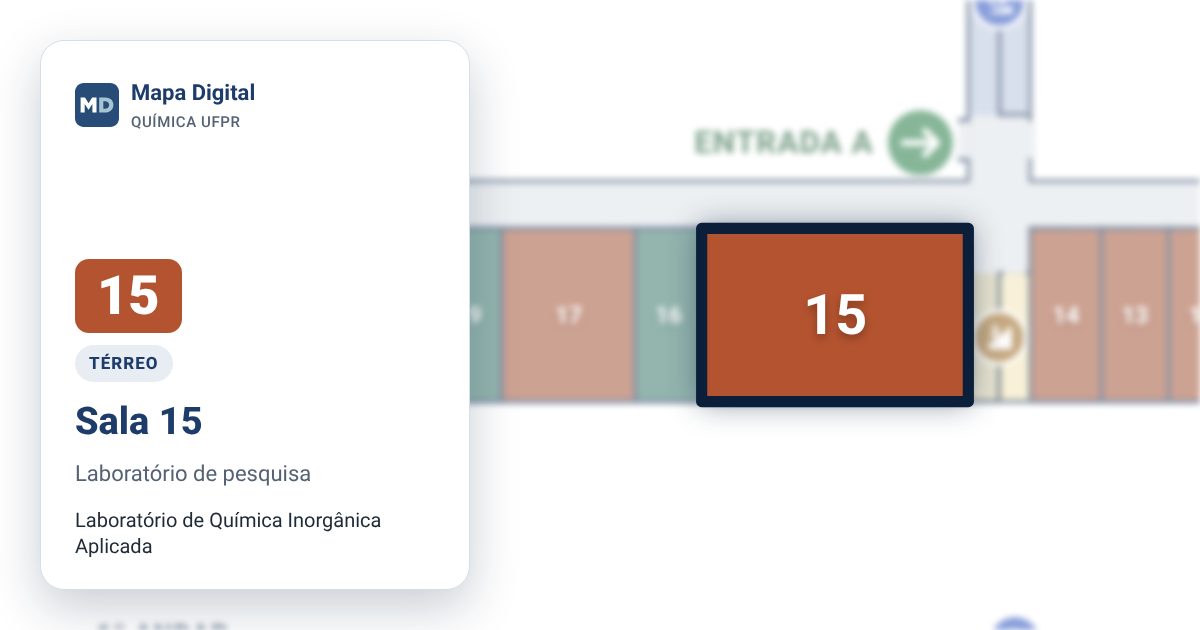 MD
Mapa Digital
QUÍMICA UFPR
15
TÉRREO
Sala 15
Laboratório de pesquisa
Laboratório de Química Inorgânica
Aplicada
ENTRADA A
9
17
16
15
14
13